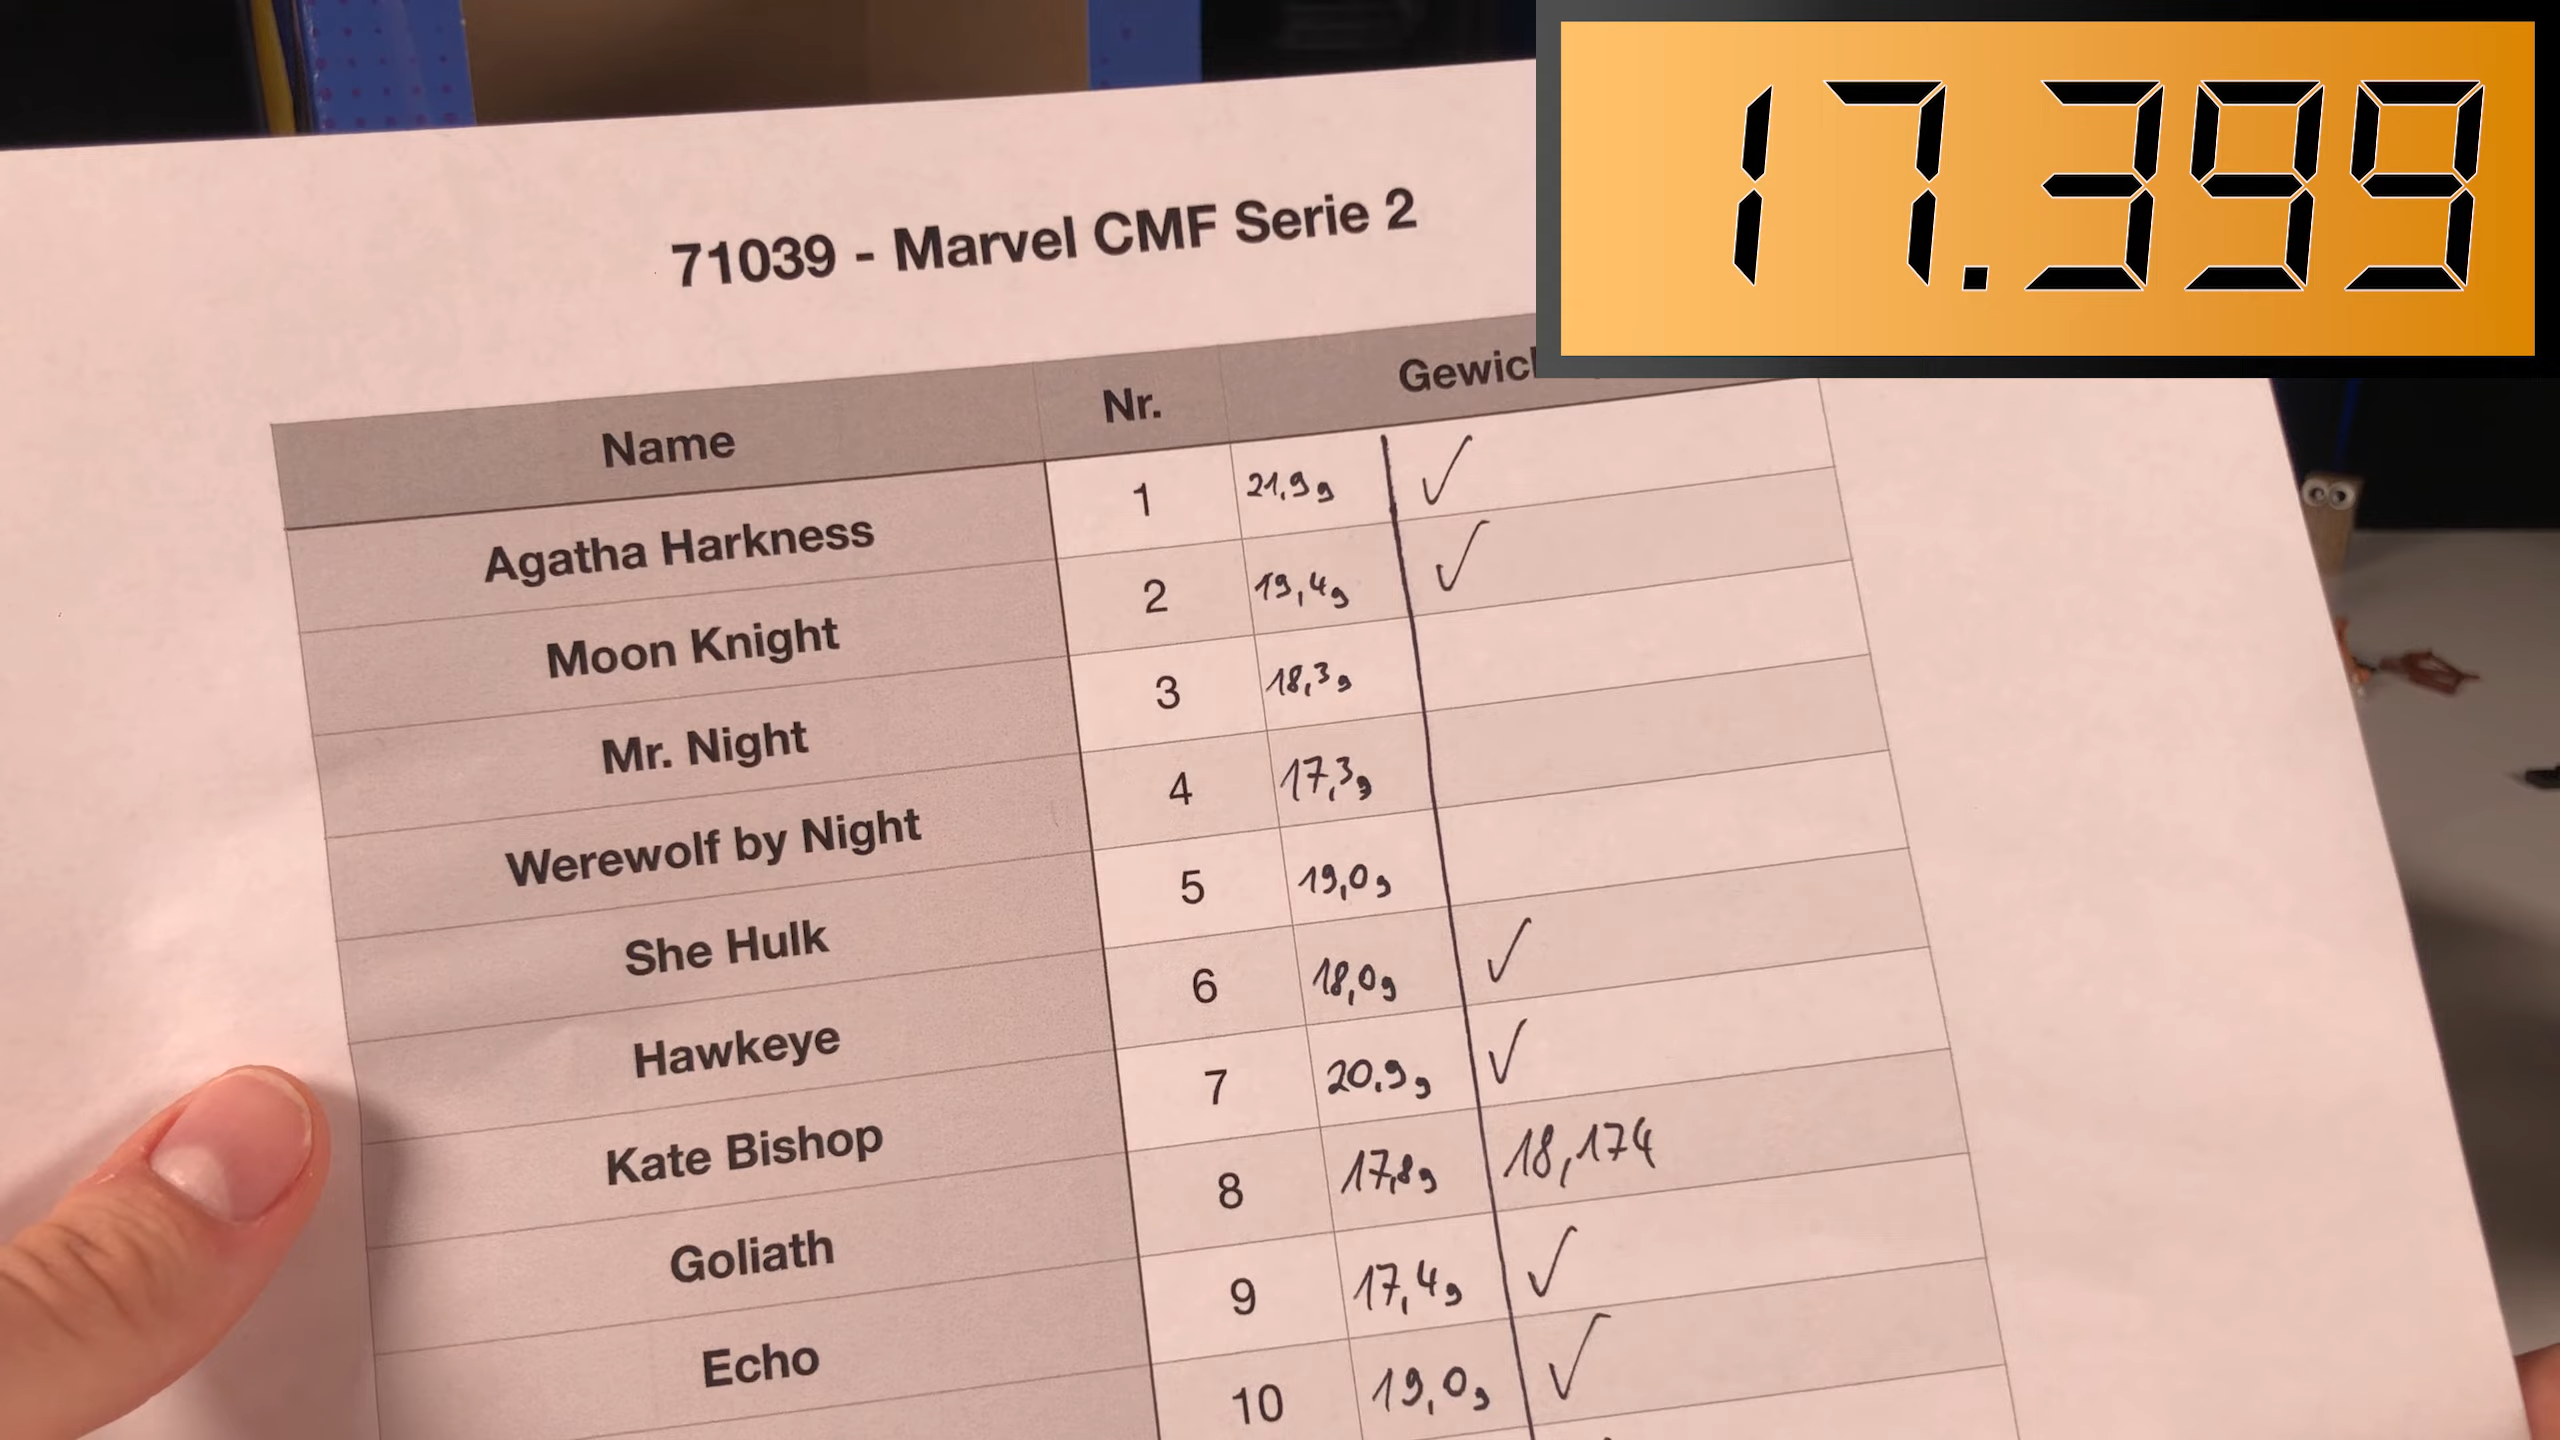 17.399
71039 - Marvel CMF Serie 2
Name Nr. Gewic
Agatha Harkness 1 21,9g ✓
Moon Knight 2 19,4g ✓
Mr. Night 3 18,3g
Werewolf by Night 4 17,3g
She Hulk 5 19,0g
Hawkeye 6 18,0g ✓
Kate Bishop 7 20,9g ✓
Goliath 8 17,8g 18,174
Echo 9 17,4g ✓
10 19,0g ✓